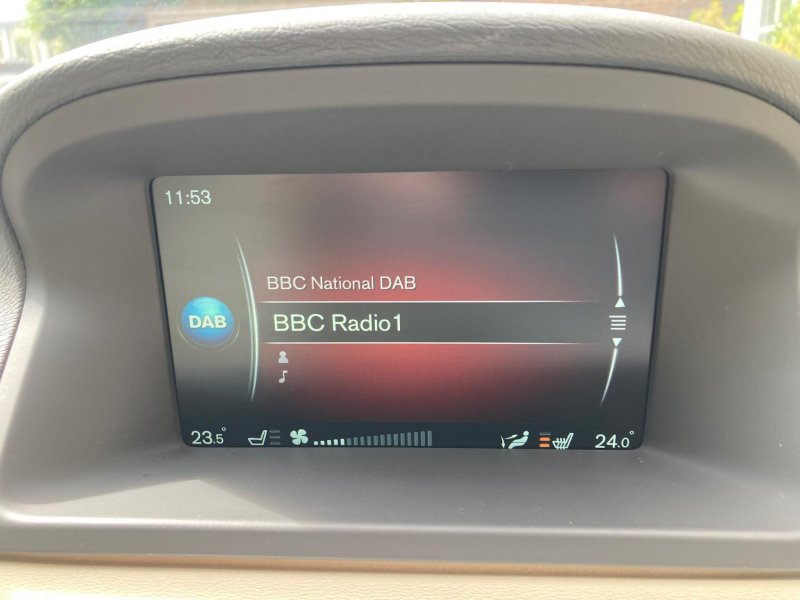 11:53
BBC National DAB
DAB
BBC Radio1
23.5°
24.0°